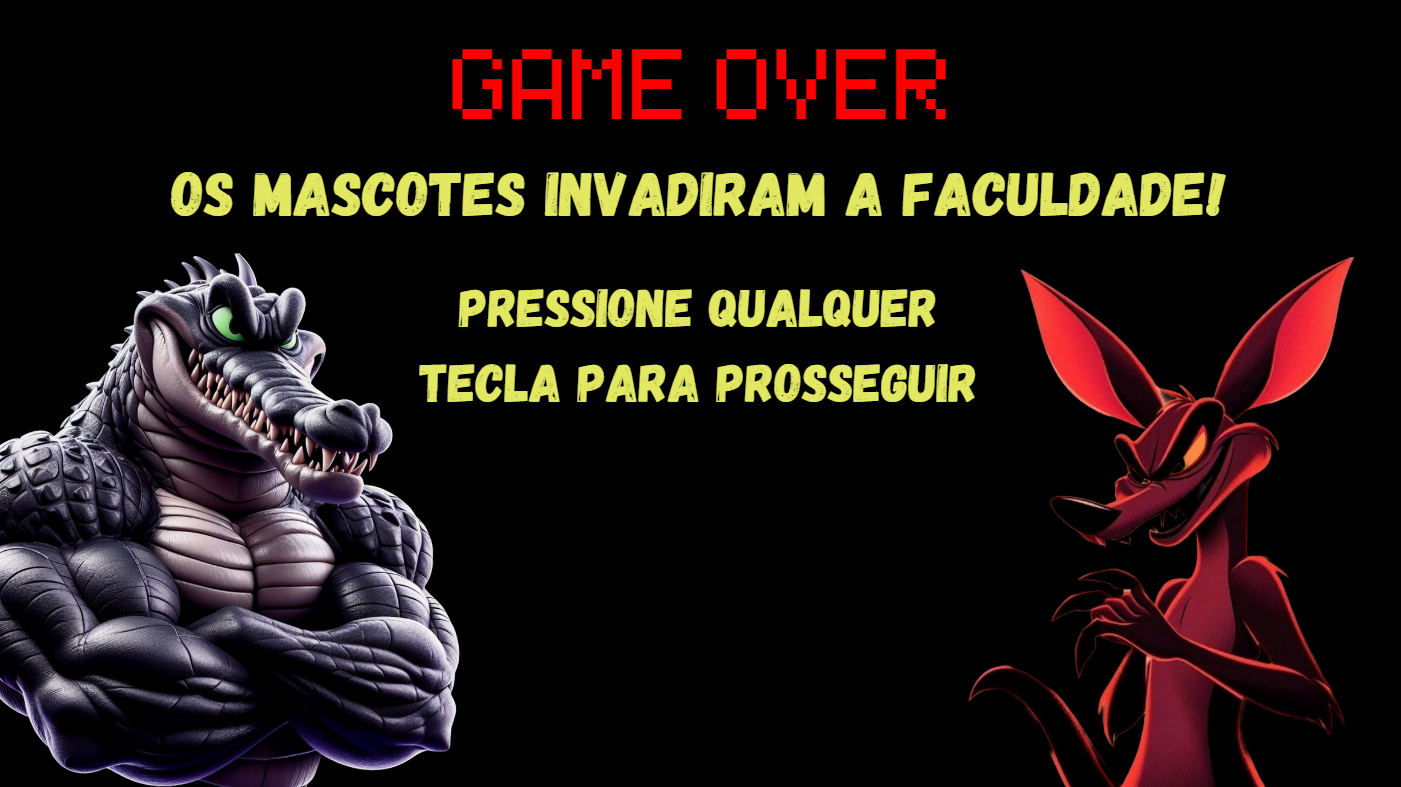 GAME OVER
OS MASCOTES INVADIRAM A FACULDADE!
PRESSIONE QUALQUER
TECLA PARA PROSSEGUIR